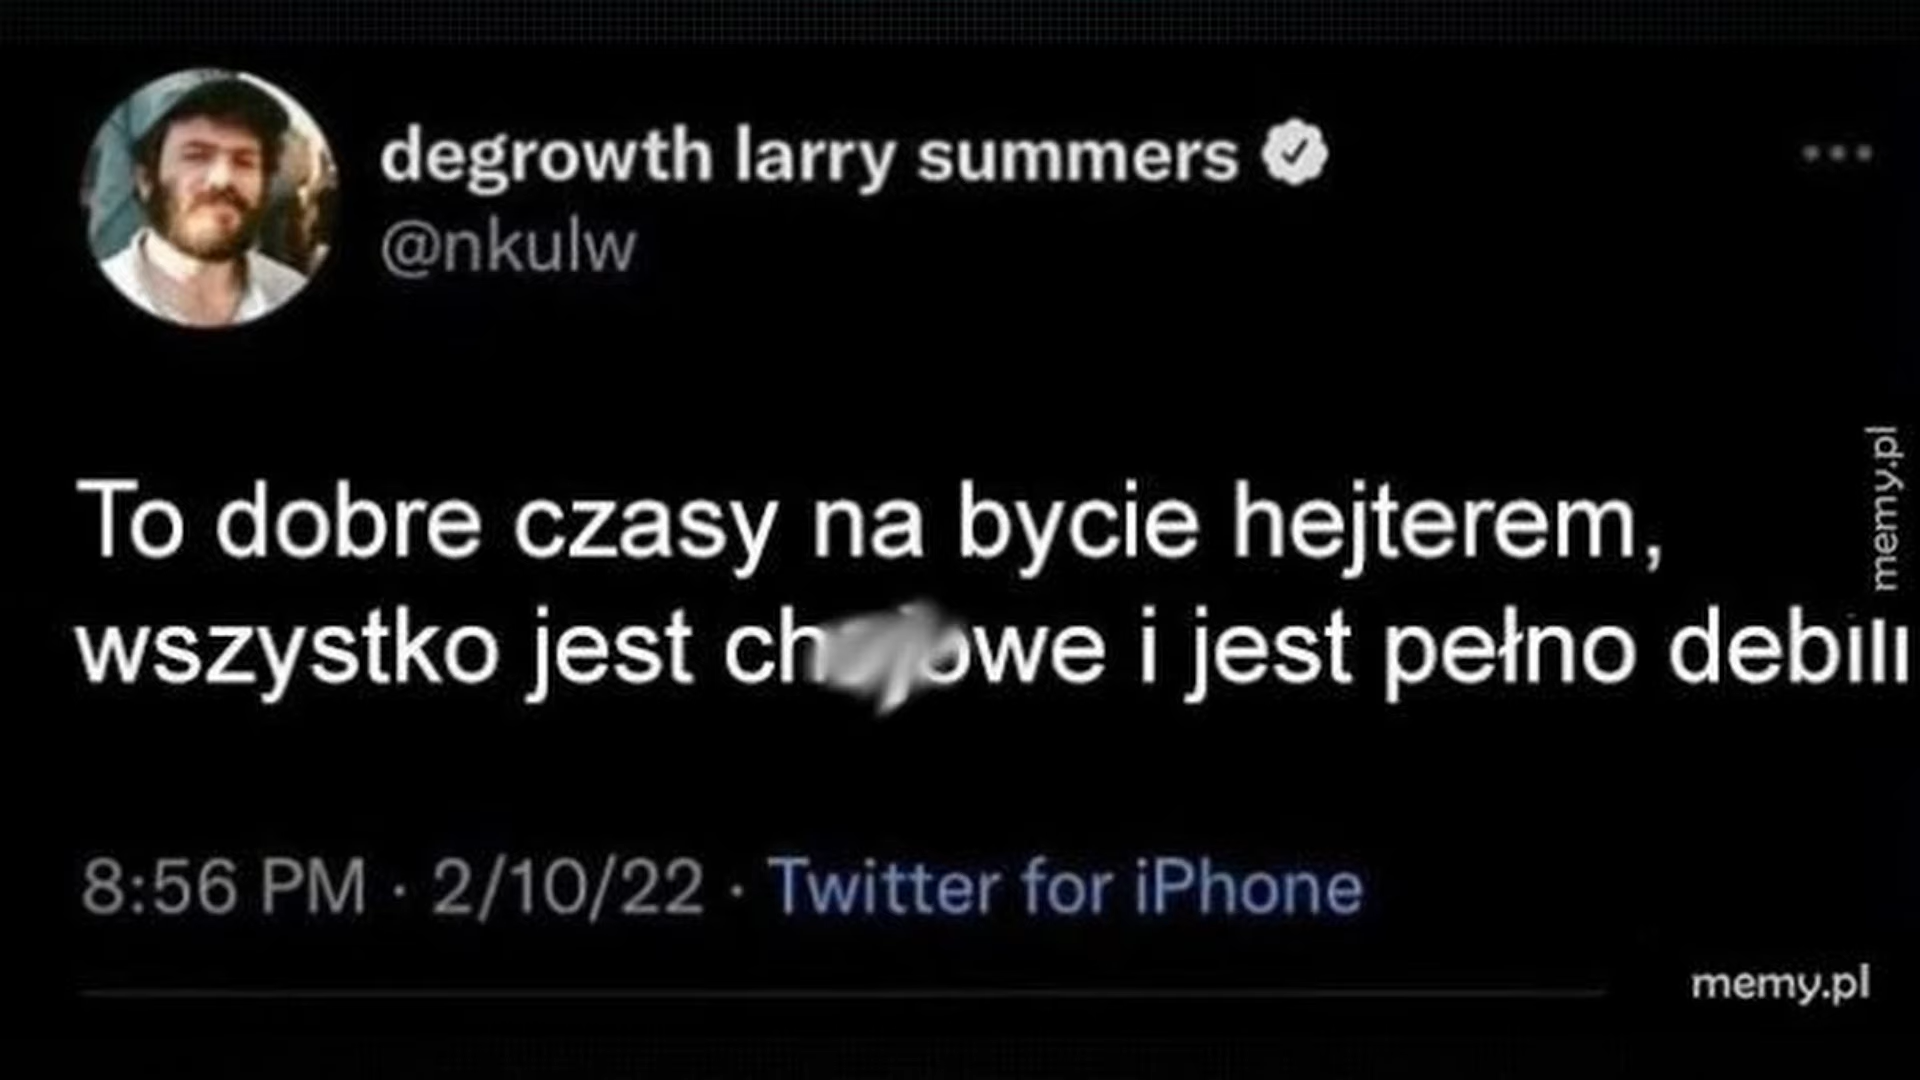 degrowth larry summers
@nkulw
To dobre czasy na bycie hejterem,
wszystko jest i jest pełno debili
8:56 PM · 2/10/22 · Twitter for iPhone
memy.pl
memy.pl